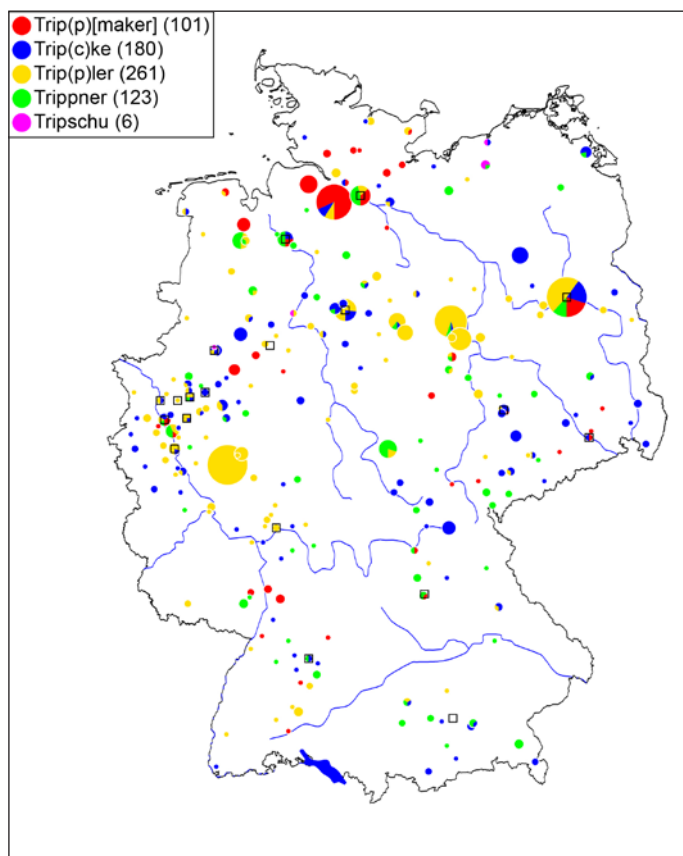 Trip(p)[maker] (101)
Trip(c)ke (180)
Trip(p)ler (261)
Trippner (123)
Tripschu (6)